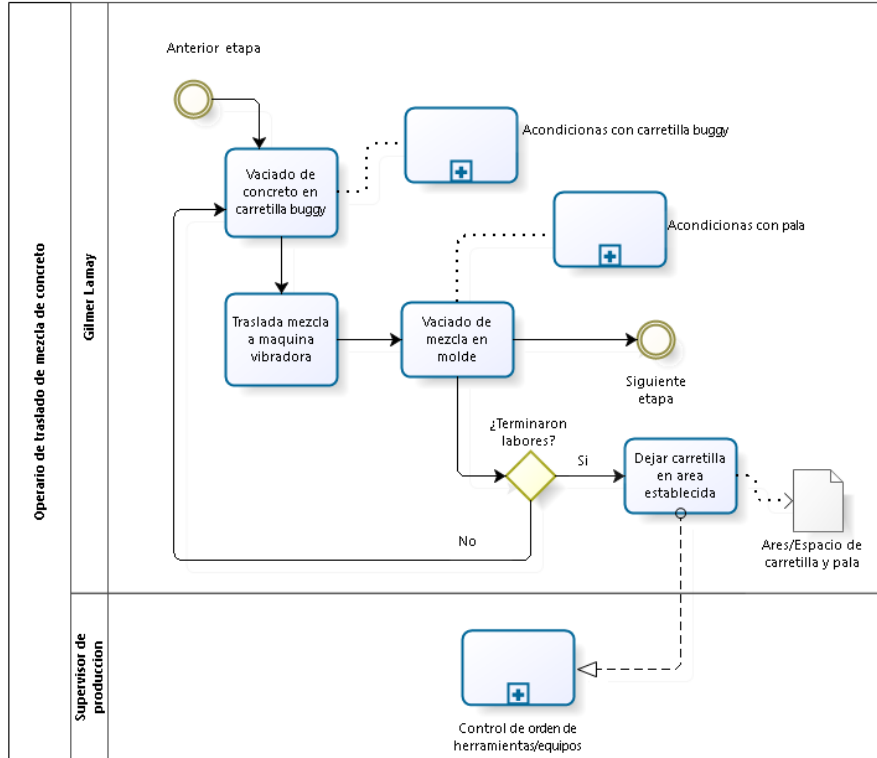 Operario de traslado de mezcla de concreto
Gilmer Lamay
Anterior etapa
Vaciado de
concreto en
carretilla buggy
Acondicionas con carretilla buggy
Acondicionas con pala
Traslada mezcla
a maquina
vibradora
Vaciado de
mezcla en
molde
Siguiente
etapa
¿Terminaron
labores?
Si
Dejar carretilla
en area
establecida
No
Ares/Espacio de
carretilla y pala
Supervisor de
produccion
Control de orden de
herramientas/equipos